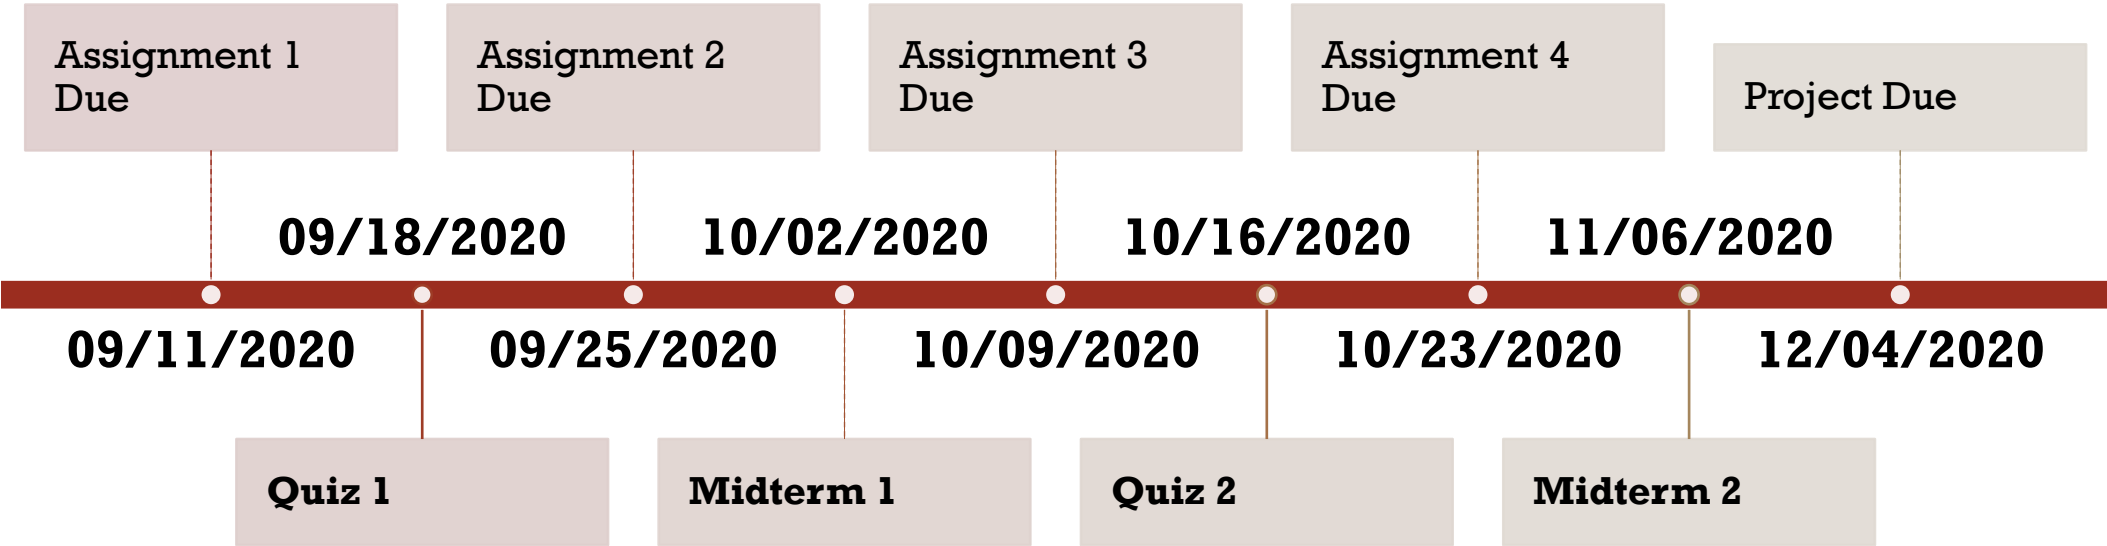 Assignment 1
Due
Assignment 2
Due
Assignment 3
Due
Assignment 4
Due
Project Due
09/18/2020
10/02/2020
10/16/2020
11/06/2020
09/11/2020
09/25/2020
10/09/2020
10/23/2020
12/04/2020
Quiz 1
Midterm 1
Quiz 2
Midterm 2